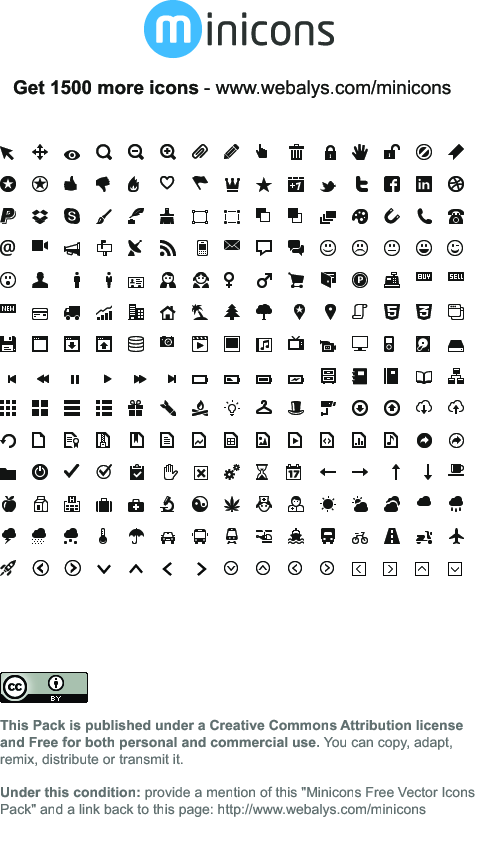 minicons
Get 1500 more icons - www.webalys.com/minicons
+7
@
BUY SELL
NEW
17
cc BY
This Pack is published under a Creative Commons Attribution license
and Free for both personal and commercial use. You can copy, adapt,
remix, distribute or transmit it.
Under this condition: provide a mention of this "Minicons Free Vector Icons
Pack" and a link back to this page: http://www.webalys.com/minicons